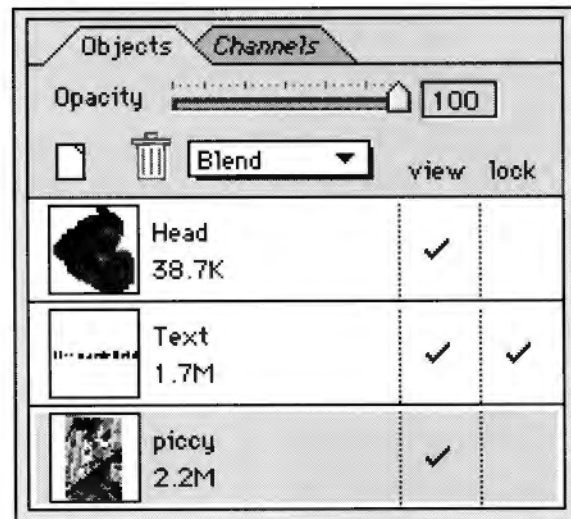 Objects Channels
Opacity 100
Blend view lock
Head
38.7K
Text
1.7M
piccy
2.2M